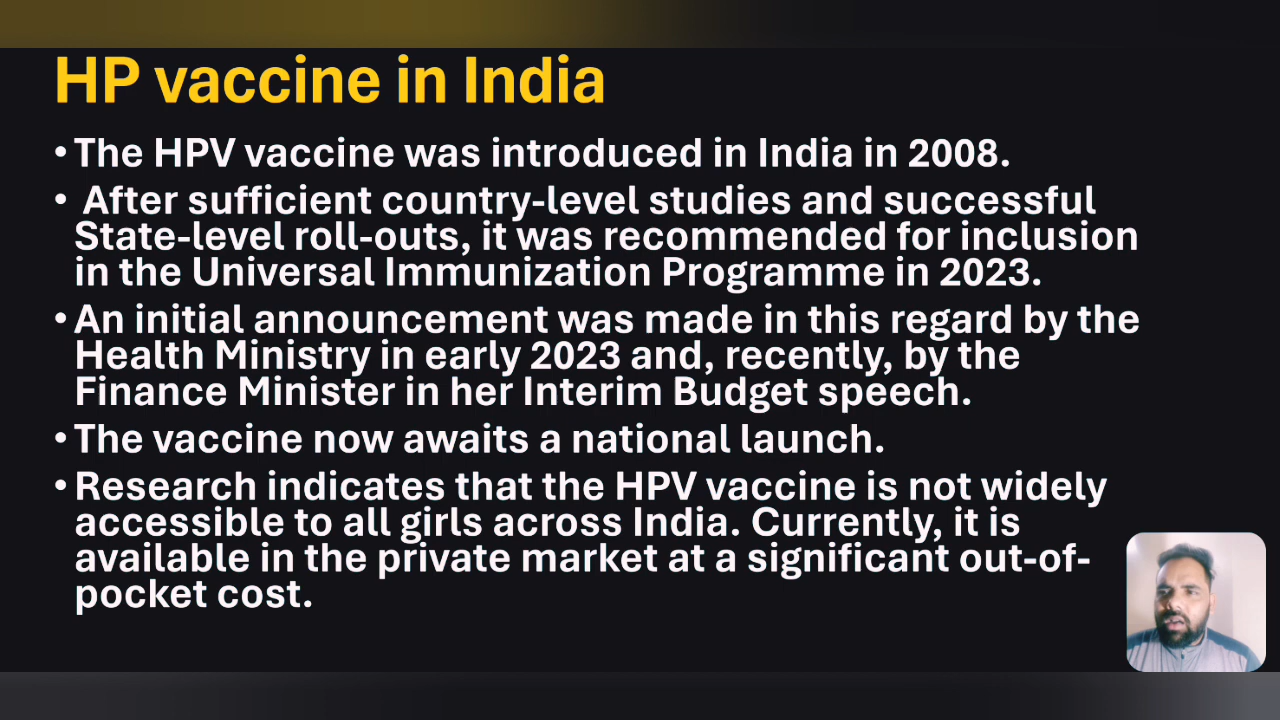 HP vaccine in India
• The HPV vaccine was introduced in India in 2008.
• After sufficient country-level studies and successful
State-level roll-outs, it was recommended for inclusion
in the Universal Immunization Programme in 2023.
• An initial announcement was made in this regard by the
Health Ministry in early 2023 and, recently, by the
Finance Minister in her Interim Budget speech.
• The vaccine now awaits a national launch.
• Research indicates that the HPV vaccine is not widely
accessible to all girls across India. Currently, it is
available in the private market at a significant out-of-
pocket cost.